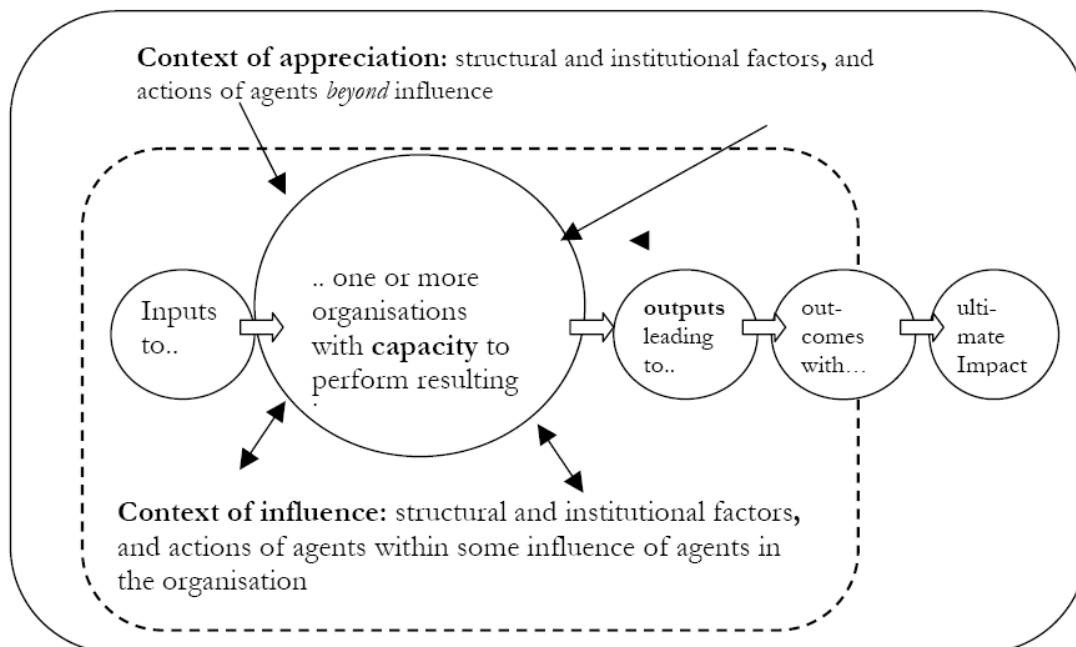 Context of appreciation: structural and institutional factors, and
actions of agents beyond influence
Inputs
to..
.. one or more
organisations
with capacity to
perform resulting
outputs
leading
to..
out-
comes
with…
ulti-
mate
Impact
Context of influence: structural and institutional factors,
and actions of agents within some influence of agents in
the organisation